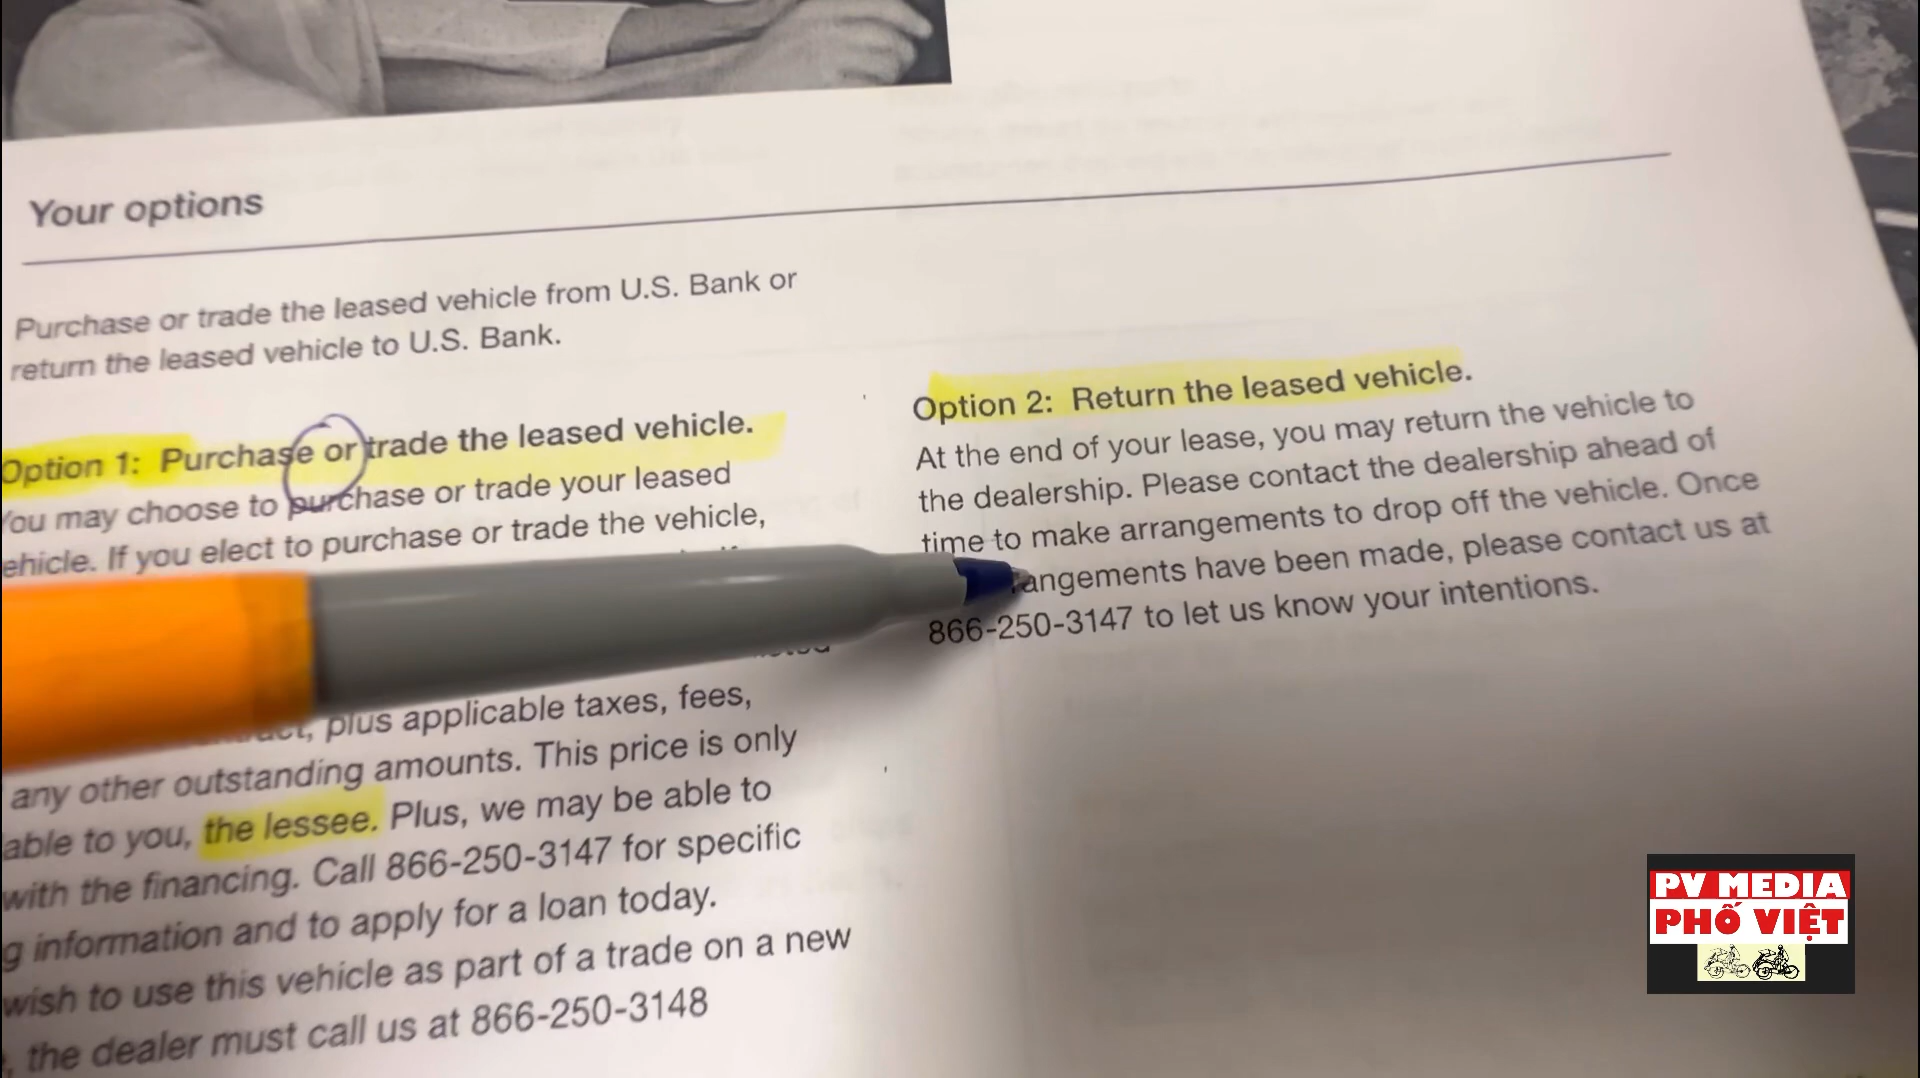 Your options
Purchase or trade the leased vehicle from U.S. Bank or
return the leased vehicle to U.S. Bank.
Option 1: Purchase or trade the leased vehicle.
You may choose to purchase or trade your leased
ehicle. If you elect to purchase or trade the vehicle,
plus applicable taxes, fees,
any other outstanding amounts. This price is only
able to you, the lessee. Plus, we may be able to
with the financing. Call 866-250-3147 for specific
g information and to apply for a loan today.
wish to use this vehicle as part of a trade on a new
, the dealer must call us at 866-250-3148
Option 2: Return the leased vehicle.
At the end of your lease, you may return the vehicle to
the dealership. Please contact the dealership ahead of
time to make arrangements to drop off the vehicle. Once
angements have been made, please contact us at
866-250-3147 to let us know your intentions.
PV MEDIA
PHỐ VIỆT